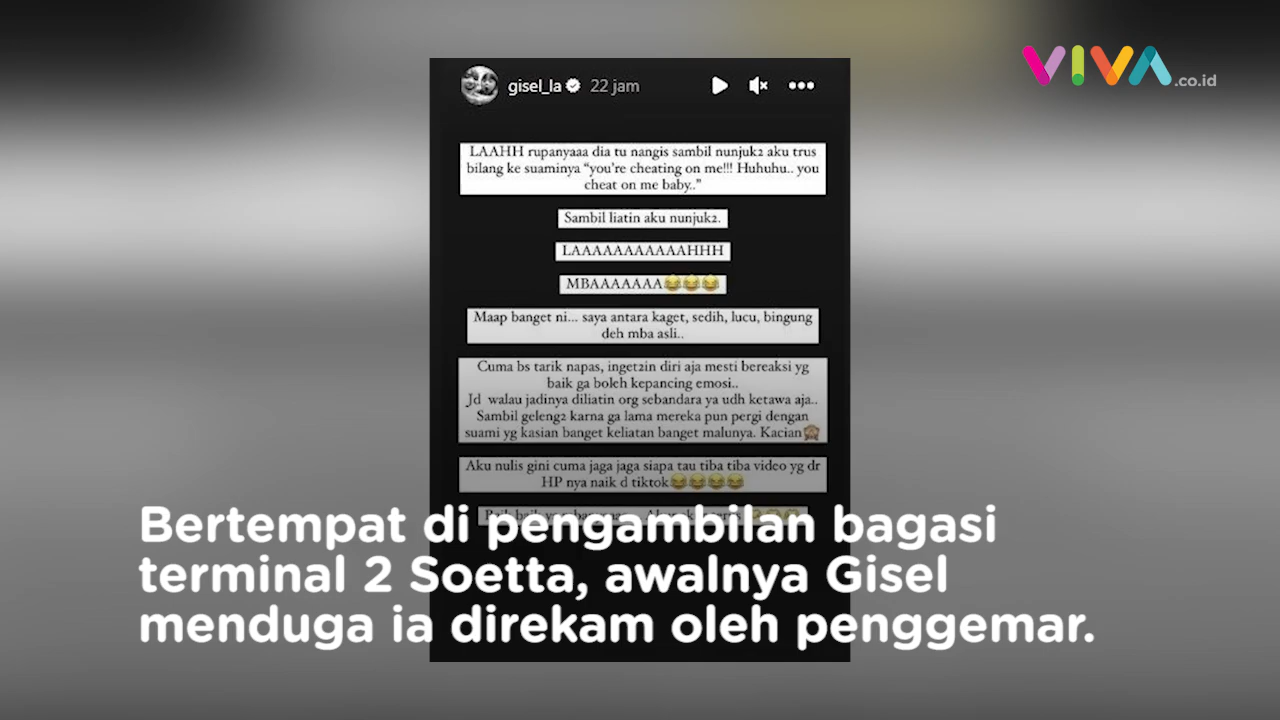 VIVA.co.id
gisel_la 22 jam
LAAHH rupanyaaa dia tu nangis sambil nunjuk2 aku trus
bilang ke suaminya “you're cheating on me!!! Huhuhu.. you
cheat on me baby..”
Sambil liatin aku nunjuk2.
LAAAAAAAAAAAHHH
MBAAAAAAA😂😂😂
Maap banget ni... saya antara kaget, sedih, lucu, bingung
deh mba asli..
Cuma bs tarik napas, inget2in diri aja mesti bereaksi yg
baik ga boleh kepancing emosi..
Jd walau jadinya diliatin org sebandara ya udh ketawa aja..
Sambil geleng2 karna ga lama mereka pun pergi dengan
suami yg kasian banget keliatan banget malunya. Kacian🙈
Aku nulis gini cuma jaga jaga siapa tau tiba tiba video yg dr
HP nya naik d tiktok😂😂😂😂
Bertempat di pengambilan bagasi
terminal 2 Soetta, awalnya Gisel
menduga ia direkam oleh penggemar.